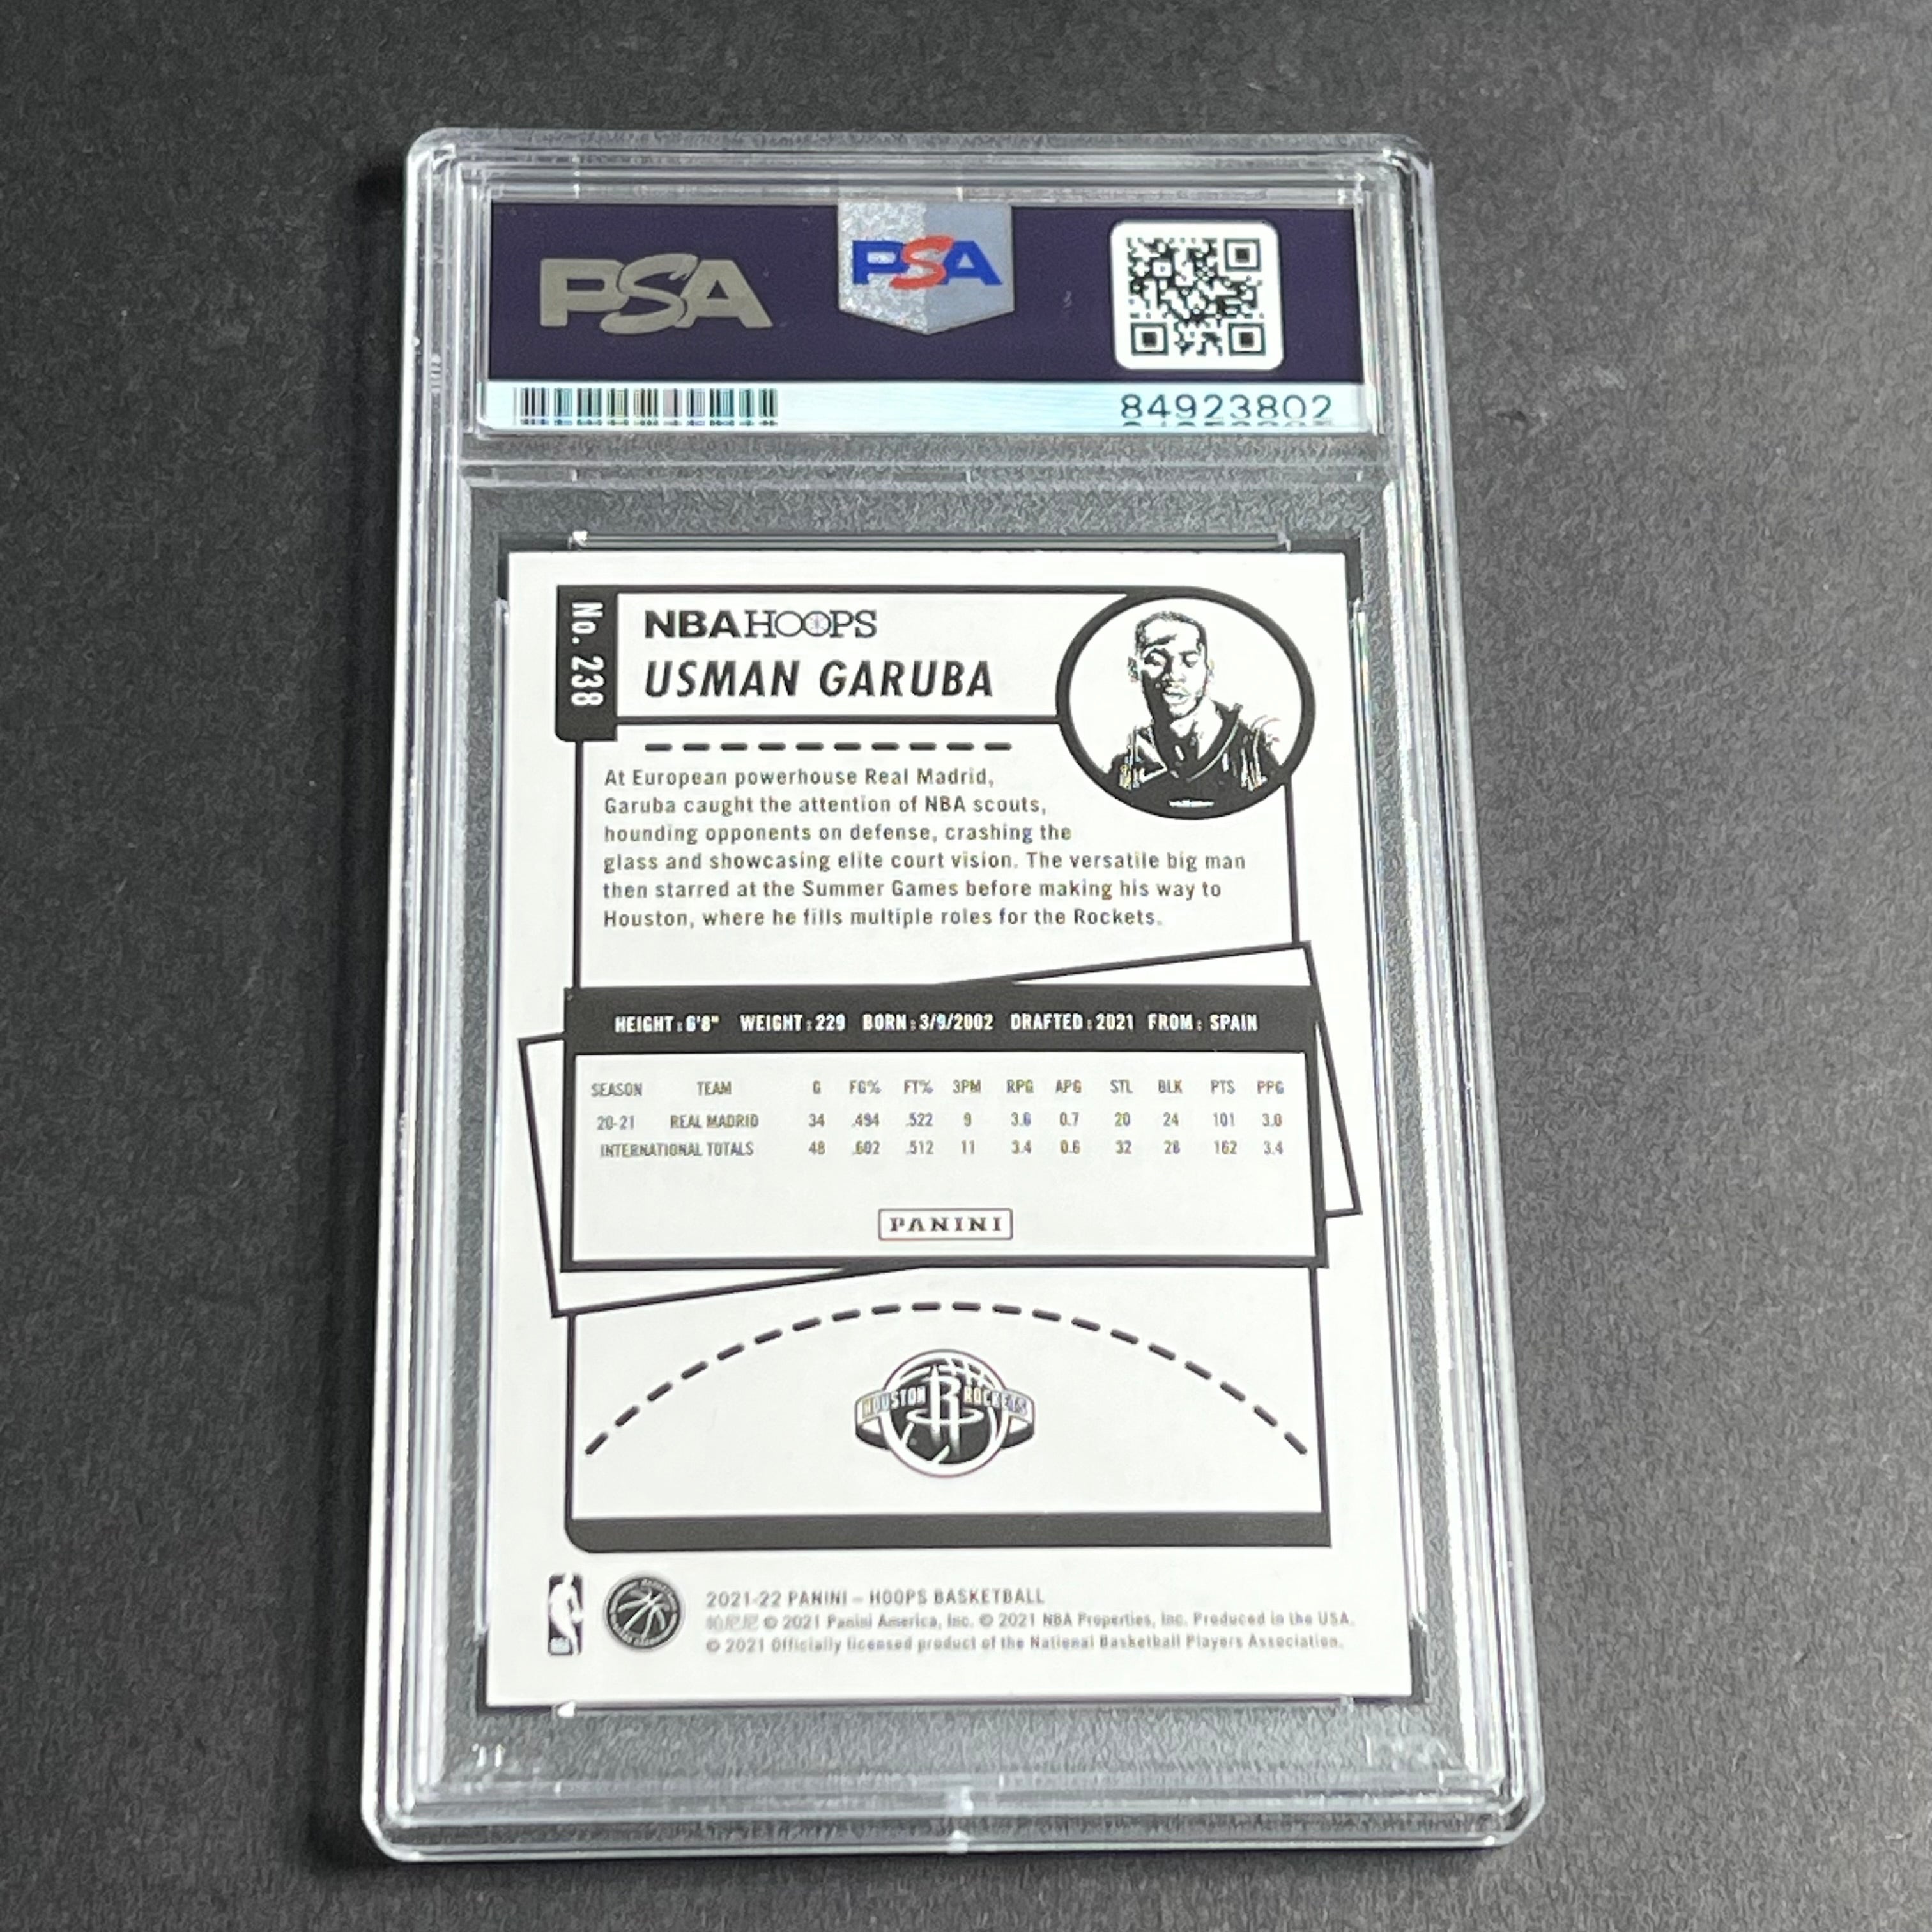 PSA
PSA
84923802
No. 238
NBA HOOPS
USMAN GARUBA
At European powerhouse Real Madrid,
Garuba caught the attention of NBA scouts,
hounding opponents on defense, crashing the
glass and showcasing elite court vision. The versatile big man
then starred at the Summer Games before making his way to
Houston, where he fills multiple roles for the Rockets.
HEIGHT: 6'8" WEIGHT: 229 BORN: 3/9/2002 DRAFTED: 2021 FROM: SPAIN
SEASON TEAM G FG% FT% 3PM RPG APG STL BLK PTS PPG
20-21 REAL MADRID 34 .494 .522 9 3.6 0.7 20 24 101 3.0
INTERNATIONAL TOTALS 48 .602 .512 11 3.4 0.6 32 28 162 3.4
PANINI
HOUSTON ROCKETS
2021-22 PANINI – HOOPS BASKETBALL
帕尼尼 © 2021 Panini America, Inc. © 2021 NBA Properties, Inc. Produced in the USA.
© 2021 Officially licensed product of the National Basketball Players Association.